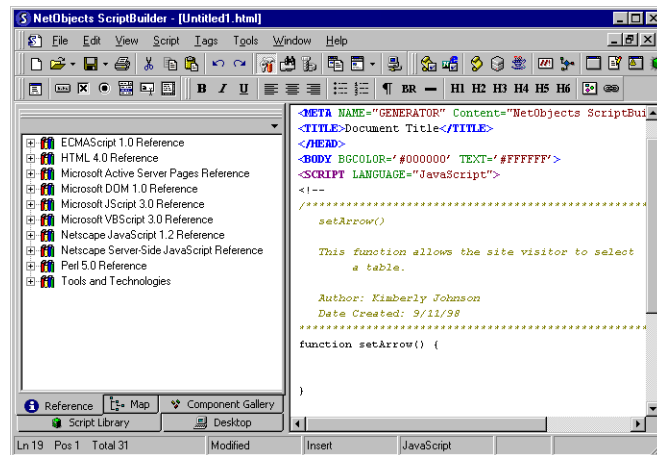 NetObjects ScriptBuilder - [Untitled1.html]
File Edit View Script Tags Tools Window Help
B I U ¶ BR H1 H2 H3 H4 H5 H6
ECMAScript 1.0 Reference
HTML 4.0 Reference
Microsoft Active Server Pages Reference
Microsoft DOM 1.0 Reference
Microsoft JScript 3.0 Reference
Microsoft VBScript 3.0 Reference
Netscape JavaScript 1.2 Reference
Netscape Server-Side JavaScript Reference
Perl 5.0 Reference
Tools and Technologies
Reference Map Component Gallery
Script Library Desktop
<META NAME="GENERATOR" Content="NetObjects ScriptBui
<TITLE>Document Title</TITLE>
</HEAD>
<BODY BGCOLOR='#000000' TEXT='#FFFFFF'>
<SCRIPT LANGUAGE="JavaScript">
<!--
/***************************************************
setArrow()
This function allows the site visitor to select
a table.
Author: Kimberly Johnson
Date Created: 9/11/98
****************************************************
function setArrow() {
}
Ln 19 Pos 1 Total 31 Modified Insert JavaScript